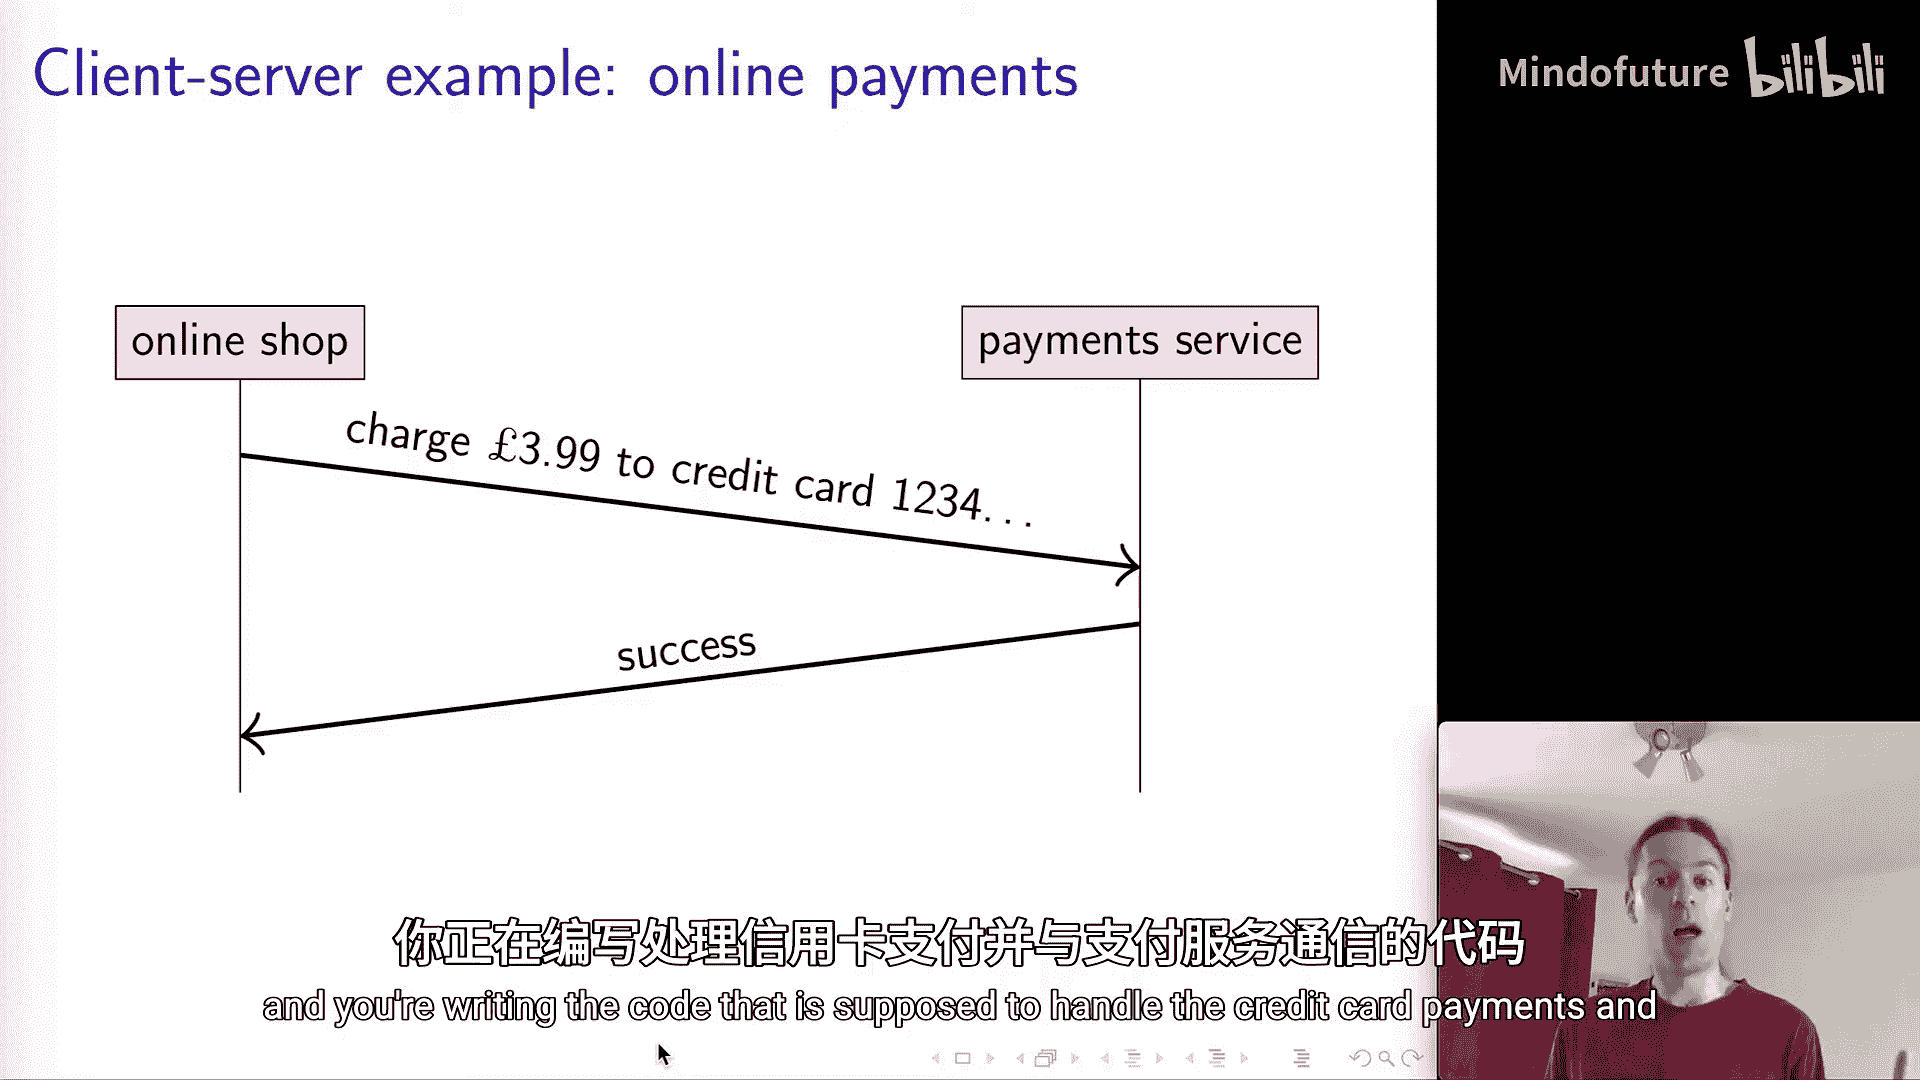 Client-server example: online payments
Mindofuture bilibili
online shop
payments service
charge £3.99 to credit card 1234...
success
你正在编写处理信用卡支付并与支付服务通信的代码
and you're writing the code that is supposed to handle the credit card payments and